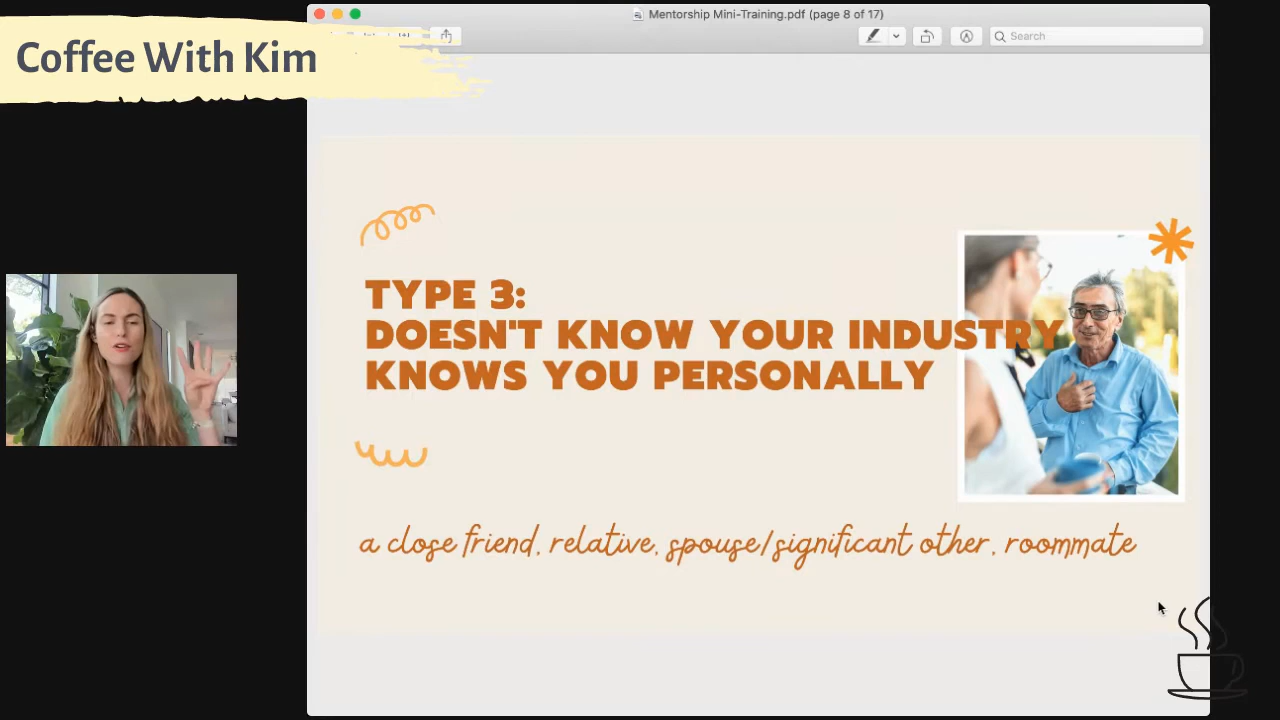 Coffee With Kim
Mentorship Mini-Training.pdf (page 8 of 17)
Search
TYPE 3:
DOESN'T KNOW YOUR INDUSTRY
KNOWS YOU PERSONALLY
a close friend, relative, spouse/significant other, roommate